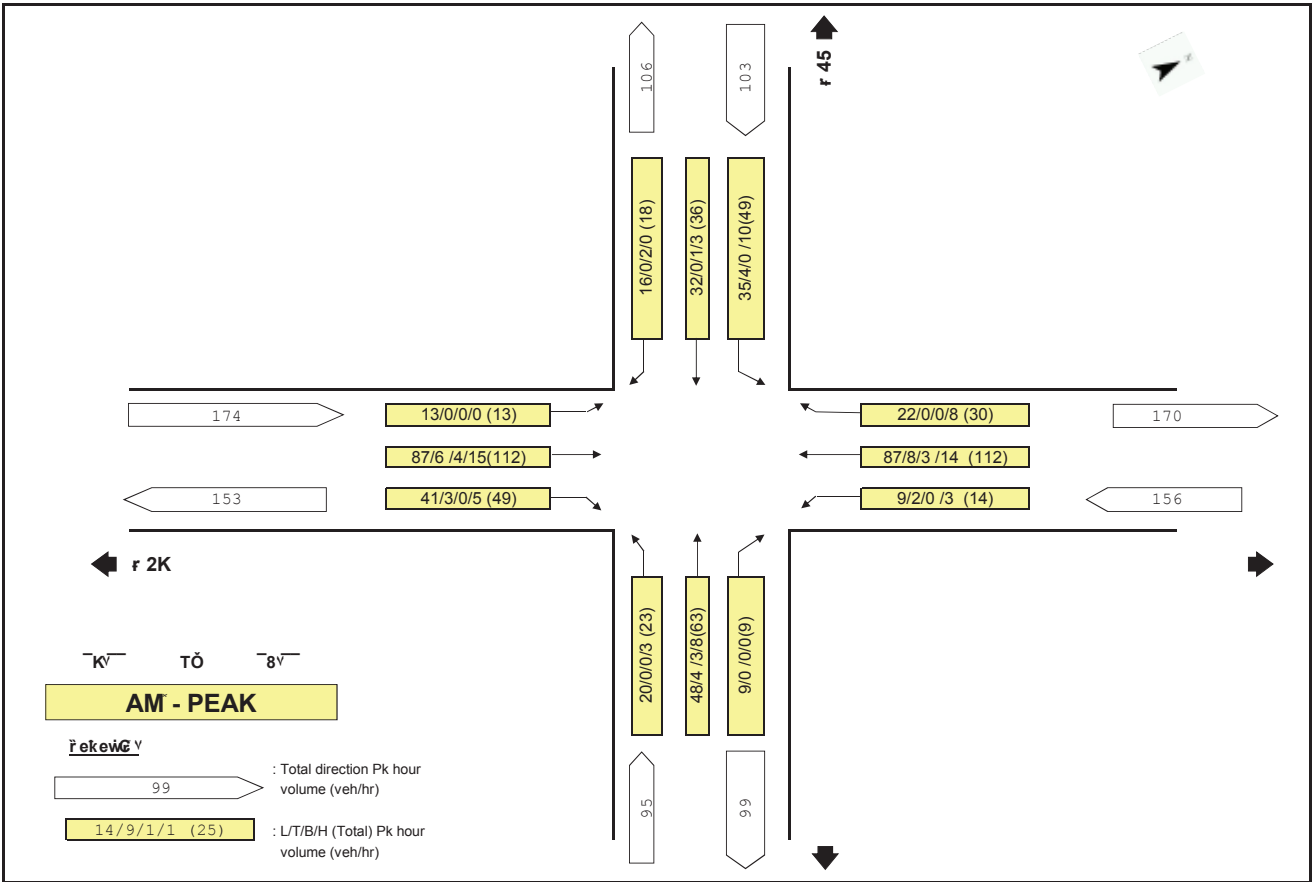 106
103
45
16/0/2/0 (18)
32/0/1/3 (36)
35/4/0 /10(49)
174
13/0/0/0 (13)
22/0/0/8 (30)
170
87/6 /4/15(112)
87/8/3 /14 (112)
153
41/3/0/5 (49)
9/2/0 /3 (14)
156
2K
20/0/0/3 (23)
48/4 /3/8(63)
9/0 /0/0(9)
AM - PEAK
99
: Total direction Pk hour
volume (veh/hr)
14/9/1/1 (25)
: L/T/B/H (Total) Pk hour
volume (veh/hr)
95
99